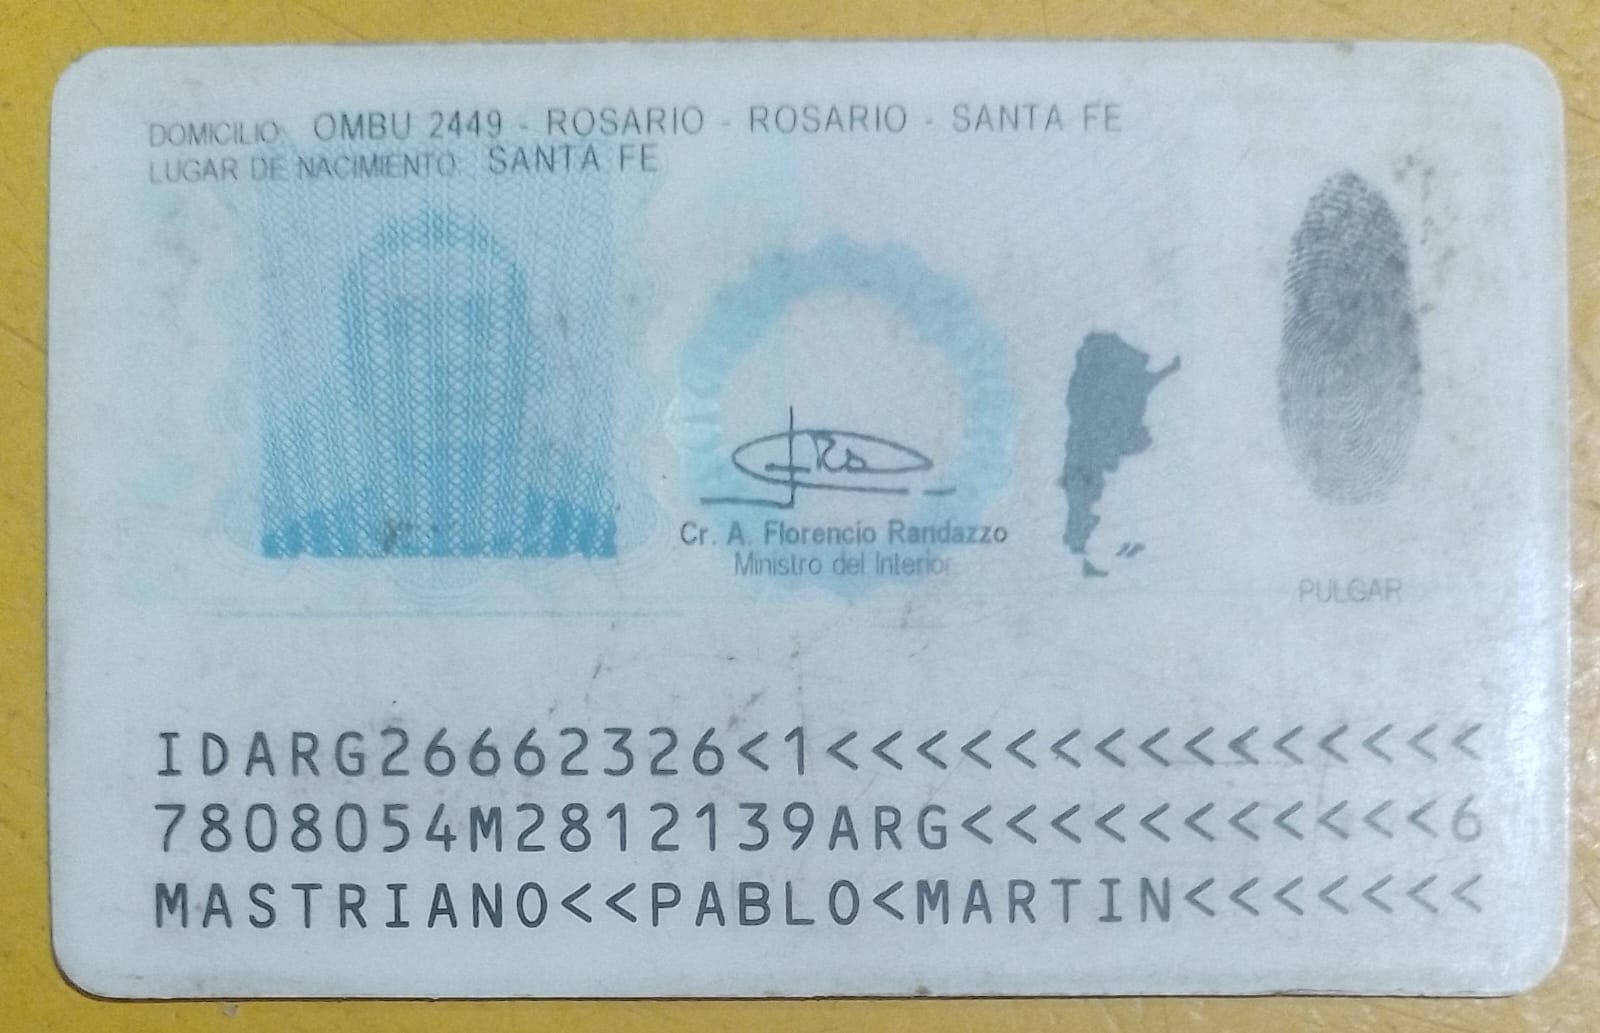 DOMICILIO: OMBU 2449 - ROSARIO - ROSARIO - SANTA FE
LUGAR DE NACIMIENTO: SANTA FE
Cr. A. Florencio Randazzo
Ministro del Interior
PULGAR
IDARG26662326<1<<<<<<<<<<<<<<<
7808054M2812139ARG<<<<<<<<<<<6
MASTRIANO<<PABLO<MARTIN<<<<<<<